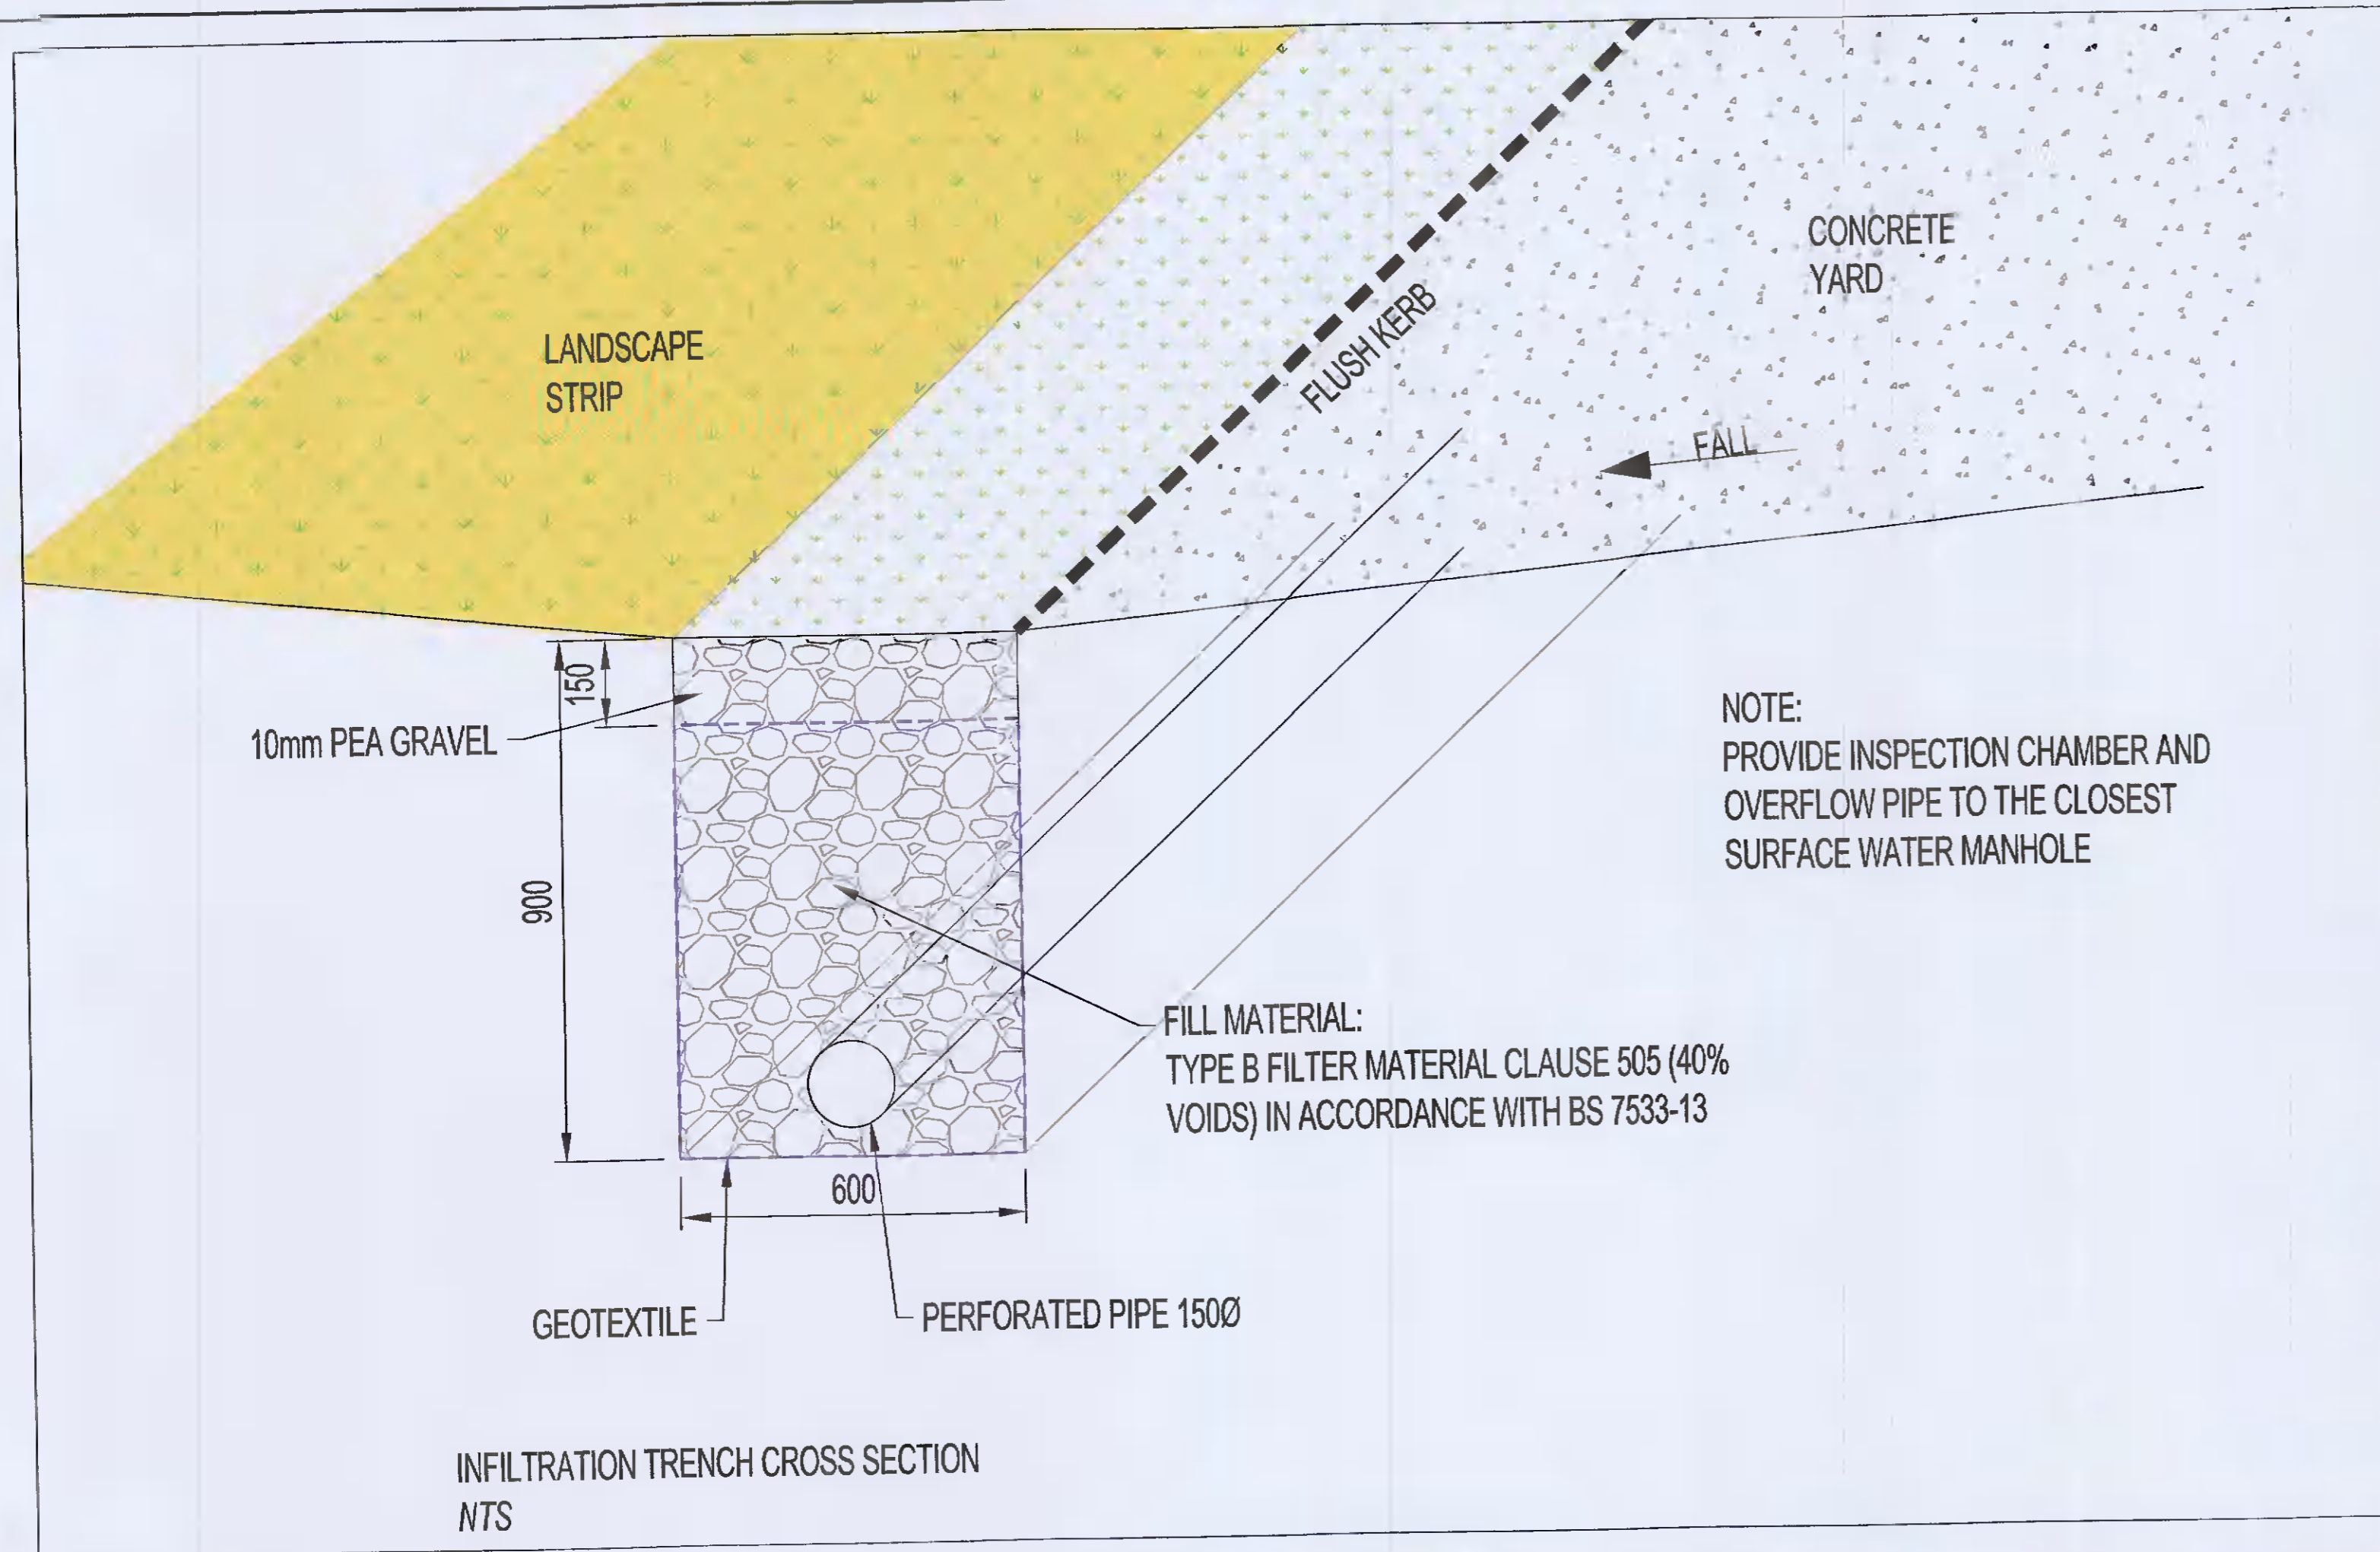 CONCRETE
YARD
FLUSH KERB
LANDSCAPE
STRIP
FALL
150
10mm PEA GRAVEL
NOTE:
PROVIDE INSPECTION CHAMBER AND
OVERFLOW PIPE TO THE CLOSEST
SURFACE WATER MANHOLE
900
FILL MATERIAL:
TYPE B FILTER MATERIAL CLAUSE 505 (40%
VOIDS) IN ACCORDANCE WITH BS 7533-13
600
GEOTEXTILE
PERFORATED PIPE 150Ø
INFILTRATION TRENCH CROSS SECTION
NTS